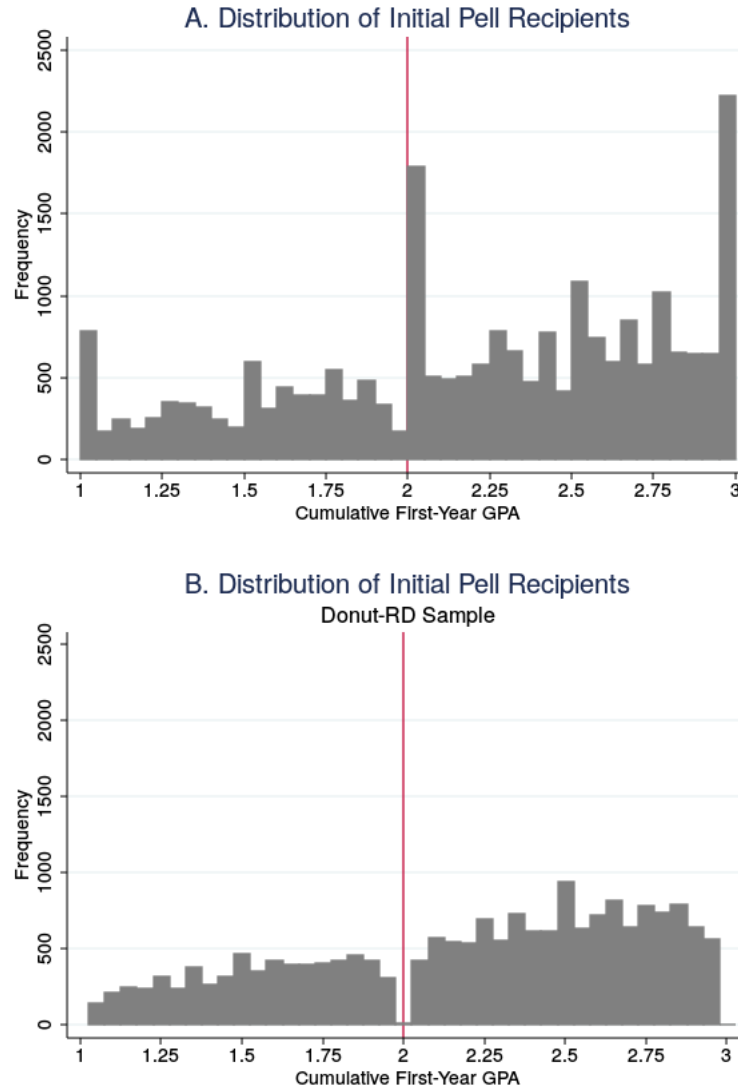 A. Distribution of Initial Pell Recipients
2500
2000
1500
1000
500
0
Frequency
1 1.25 1.5 1.75 2 2.25 2.5 2.75 3
Cumulative First-Year GPA
B. Distribution of Initial Pell Recipients
Donut-RD Sample
2500
2000
1500
1000
500
0
Frequency
1 1.25 1.5 1.75 2 2.25 2.5 2.75 3
Cumulative First-Year GPA